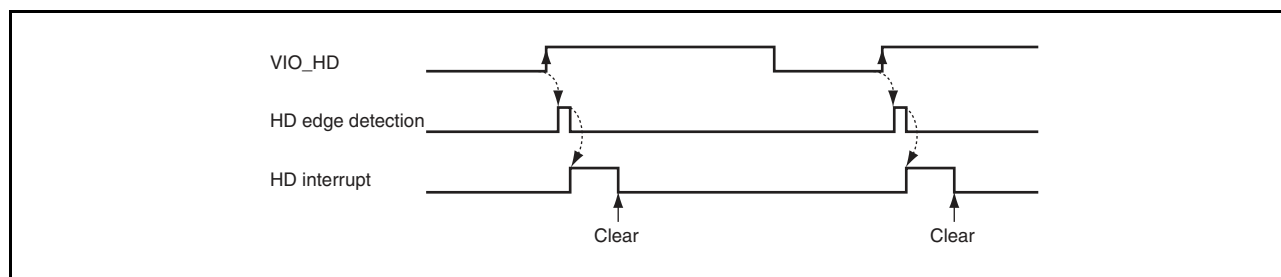 VIO_HD
HD edge detection
HD interrupt
Clear Clear